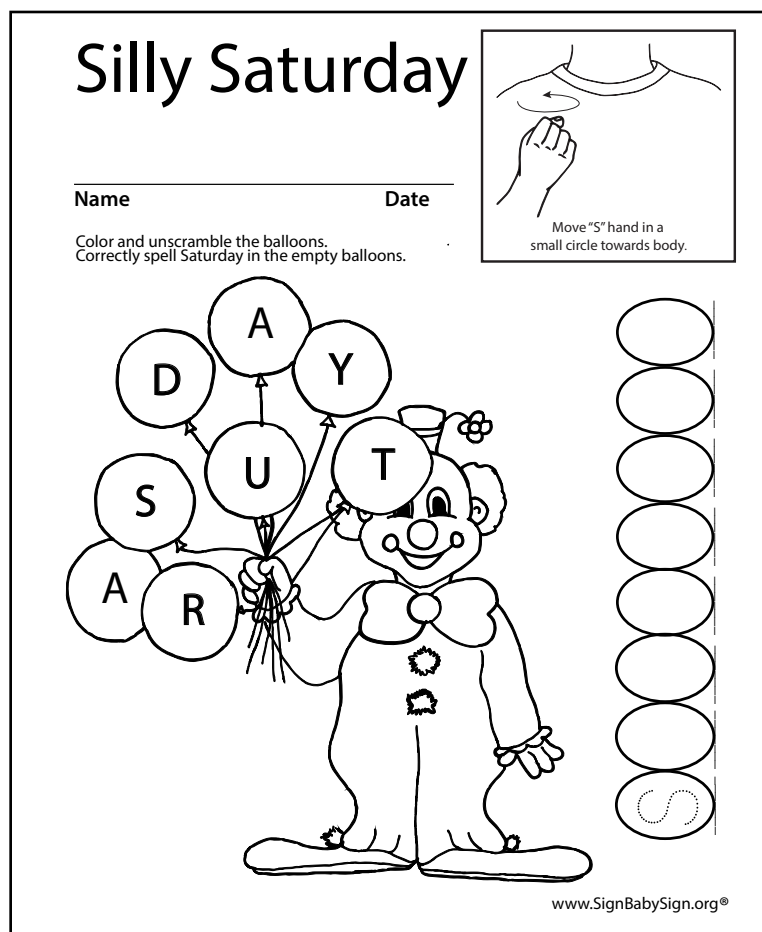 Silly Saturday
Name Date
Color and unscramble the balloons.
Correctly spell Saturday in the empty balloons.
Move “S” hand in a
small circle towards body.
A
D
Y
U
T
S
A
R
S
www.SignBabySign.org®